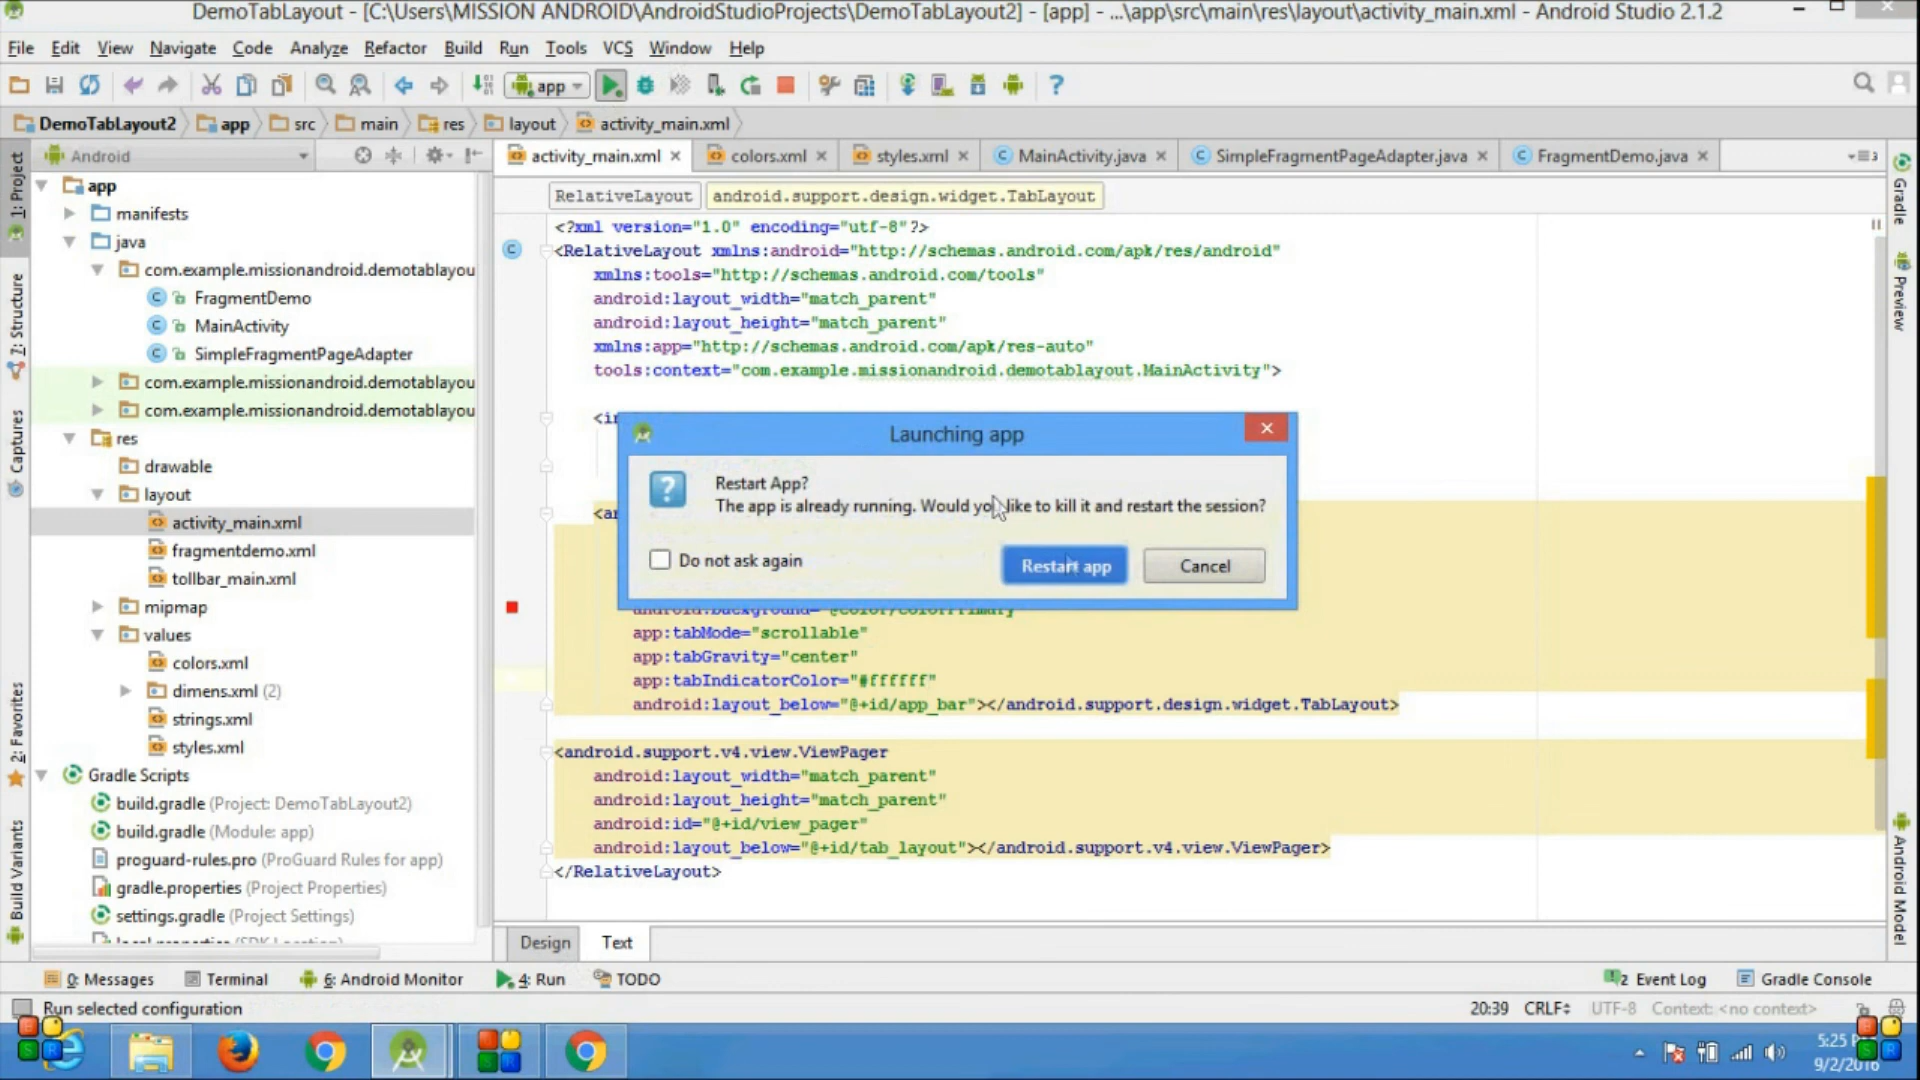 DemoTabLayout - [C:\Users\MISSION ANDROID\AndroidStudioProjects\DemoTabLayout2] - [app] - ...\app\src\main\res\layout\activity_main.xml - Android Studio 2.1.2
File Edit View Navigate Code Analyze Refactor Build Run Tools VCS Window Help
app
DemoTabLayout2 app src main res layout activity_main.xml
Android
activity_main.xml colors.xml styles.xml MainActivity.java SimpleFragmentPageAdapter.java FragmentDemo.java
1: Project
7: Structure
Captures
2: Favorites
Build Variants
app
manifests
java
com.example.missionandroid.demotablayou
FragmentDemo
MainActivity
SimpleFragmentPageAdapter
com.example.missionandroid.demotablayou
com.example.missionandroid.demotablayou
res
drawable
layout
activity_main.xml
fragmentdemo.xml
tollbar_main.xml
mipmap
values
colors.xml
dimens.xml (2)
strings.xml
styles.xml
Gradle Scripts
build.gradle (Project: DemoTabLayout2)
build.gradle (Module: app)
proguard-rules.pro (ProGuard Rules for app)
gradle.properties (Project Properties)
settings.gradle (Project Settings)
RelativeLayout android.support.design.widget.TabLayout
<?xml version="1.0" encoding="utf-8"?>
<RelativeLayout xmlns:android="http://schemas.android.com/apk/res/android"
xmlns:tools="http://schemas.android.com/tools"
android:layout_width="match_parent"
android:layout_height="match_parent"
xmlns:app="http://schemas.android.com/apk/res-auto"
tools:context="com.example.missionandroid.demotablayout.MainActivity">
Launching app
Restart App?
The app is already running. Would you like to kill it and restart the session?
Do not ask again
Restart app Cancel
app:tabMode="scrollable"
app:tabGravity="center"
app:tabIndicatorColor="#ffffff"
android:layout_below="@+id/app_bar"></android.support.design.widget.TabLayout>
<android.support.v4.view.ViewPager
android:layout_width="match_parent"
android:layout_height="match_parent"
android:id="@+id/view_pager"
android:layout_below="@+id/tab_layout"></android.support.v4.view.ViewPager>
</RelativeLayout>
Design Text
Gradle
Preview
Android Model
0: Messages Terminal 6: Android Monitor 4: Run TODO 2 Event Log Gradle Console
Run selected configuration 20:39 CRLF UTF-8 Context: <no context>
5:25
9/2/2016